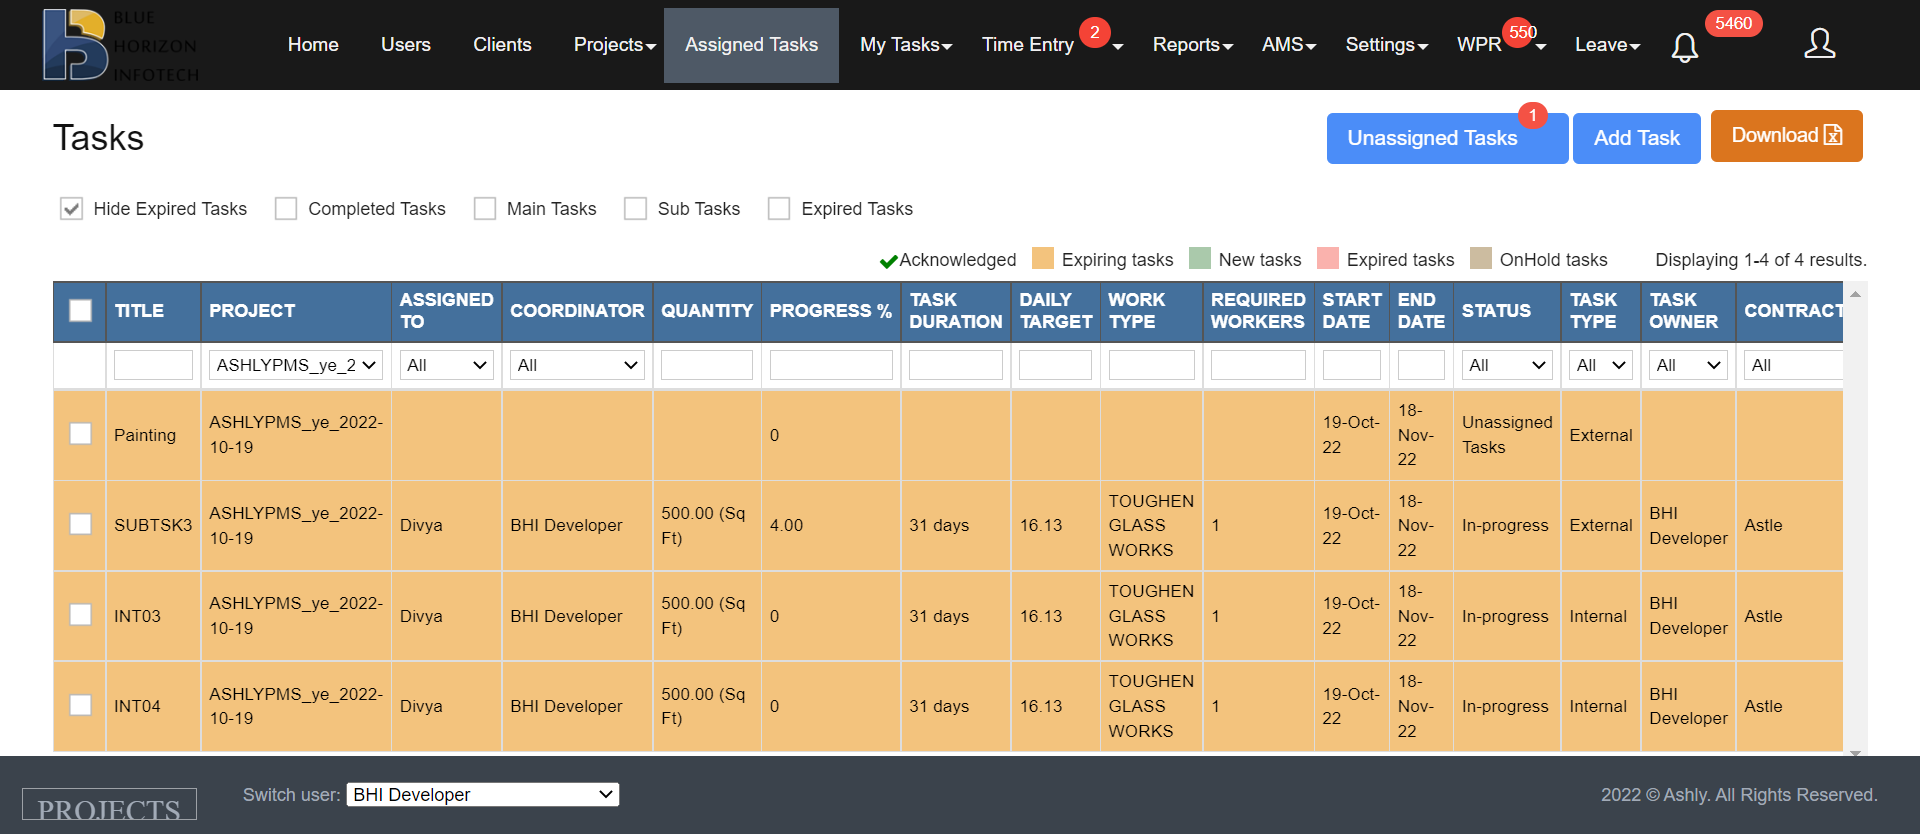 BLUE
HORIZON
INFOTECH
Home Users Clients Projects Assigned Tasks My Tasks Time Entry 2 Reports AMS Settings WPR 550 Leave 5460
Tasks
Unassigned Tasks 1 Add Task Download
Hide Expired Tasks Completed Tasks Main Tasks Sub Tasks Expired Tasks
Acknowledged Expiring tasks New tasks Expired tasks OnHold tasks Displaying 1-4 of 4 results.
TITLE PROJECT ASSIGNED TO COORDINATOR QUANTITY PROGRESS % TASK DURATION DAILY TARGET WORK TYPE REQUIRED WORKERS START DATE END DATE STATUS TASK TYPE TASK OWNER CONTRACT
ASHLYPMS_ye_2 All All All All All All
Painting ASHLYPMS_ye_2022-10-19 0 19-Oct-22 18-Nov-22 Unassigned Tasks External
SUBTSK3 ASHLYPMS_ye_2022-10-19 Divya BHI Developer 500.00 (Sq Ft) 4.00 31 days 16.13 TOUGHEN GLASS WORKS 1 19-Oct-22 18-Nov-22 In-progress External BHI Developer Astle
INT03 ASHLYPMS_ye_2022-10-19 Divya BHI Developer 500.00 (Sq Ft) 0 31 days 16.13 TOUGHEN GLASS WORKS 1 19-Oct-22 18-Nov-22 In-progress Internal BHI Developer Astle
INT04 ASHLYPMS_ye_2022-10-19 Divya BHI Developer 500.00 (Sq Ft) 0 31 days 16.13 TOUGHEN GLASS WORKS 1 19-Oct-22 18-Nov-22 In-progress Internal BHI Developer Astle
PROJECTS Switch user: BHI Developer 2022 © Ashly. All Rights Reserved.